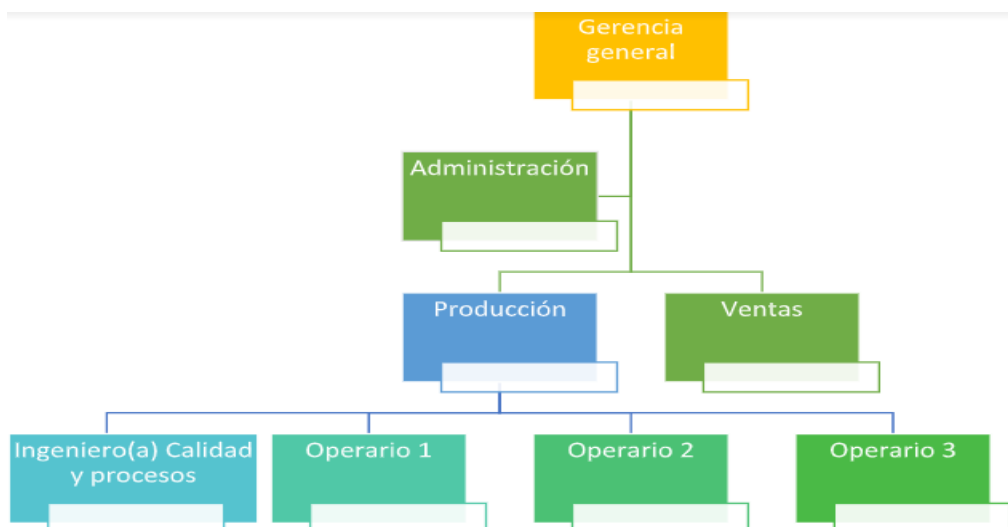 Gerencia
general
Administración
Producción
Ventas
Ingeniero(a) Calidad
y procesos
Operario 1
Operario 2
Operario 3